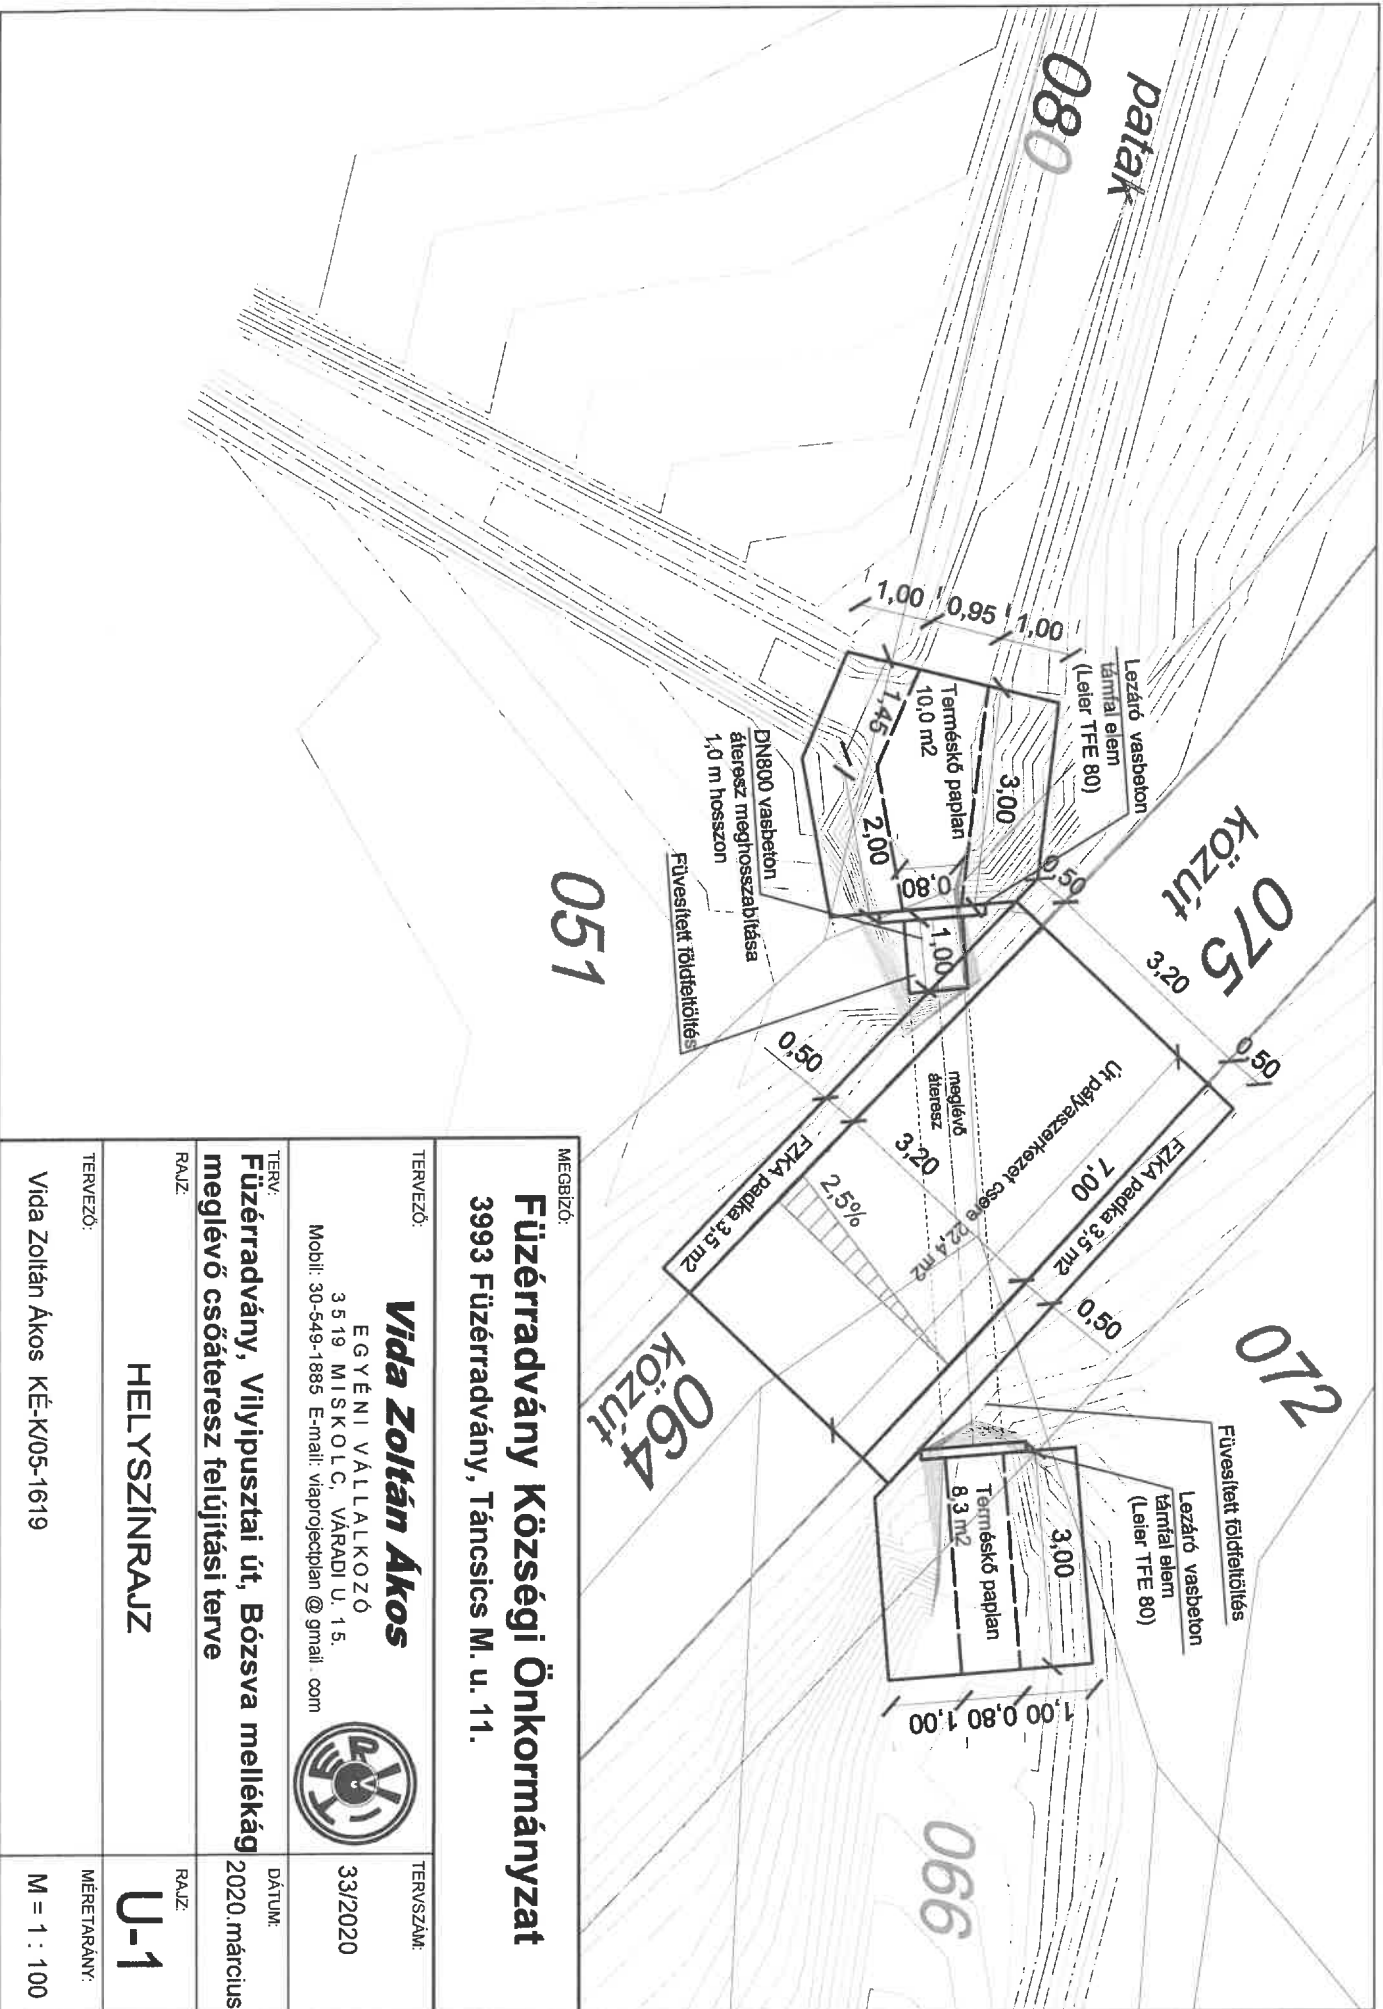 patak
080
1,00
0,95
1,00
Lezáró vasbeton
támfal elem
(Leier TFE 80)
Terméskő paplan
10,0 m2
1,45
3,00
2,00
0,80
0,50
DN800 vasbeton
áteresz meghosszabítása
1,0 m hosszon
Füvesített földfeltöltés
1,00
051
közút
075
3,20
0,50
0,50
meglévő
áteresz
Út pályaszerkezet csere 22,4 m2
3,20
7,00
FZKA padka 3,5 m2
FZKA padka 3,5 m2
2,5%
0,50
072
064
közút
Füvesített földfeltöltés
Lezáró vasbeton
támfal elem
(Leier TFE 80)
3,00
Terméskő paplan
8,3 m2
1,00
0,80
1,00
066
MEGBÍZÓ:
Füzérradvány Községi Önkormányzat
3993 Füzérradvány, Táncsics M. u. 11.
TERVEZŐ:
Vida Zoltán Ákos
EGYÉNI VÁLLALKOZÓ
3519 MISKOLC, VÁRADI U. 15.
Mobil: 30-549-1885 E-mail: viaprojectplan @ gmail . com
TERVSZÁM:
33/2020
TERV:
Füzérradvány, Vilyipusztai út, Bózsva mellékág
meglévő csőáteresz felújítási terve
DÁTUM:
2020.március
RAJZ:
HELYSZÍNRAJZ
RAJZ:
U-1
TERVEZŐ:
Vida Zoltán Ákos KÉ-K/05-1619
MÉRETARÁNY:
M = 1 : 100